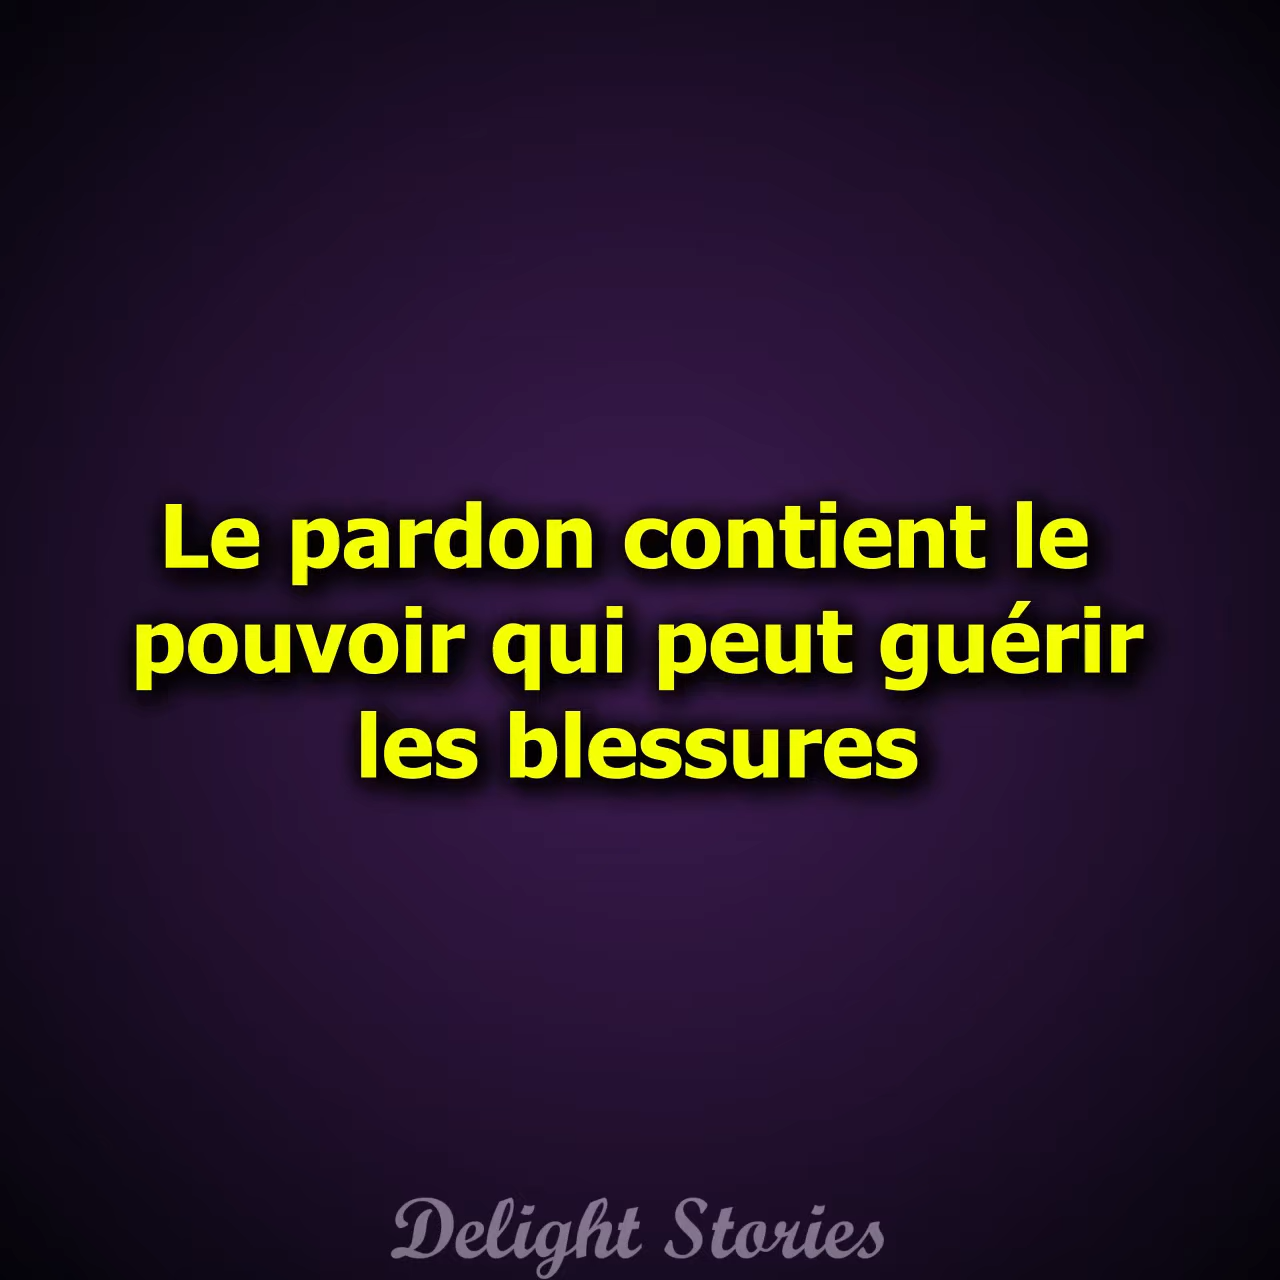 Le pardon contient le
pouvoir qui peut guérir
les blessures
Delight Stories